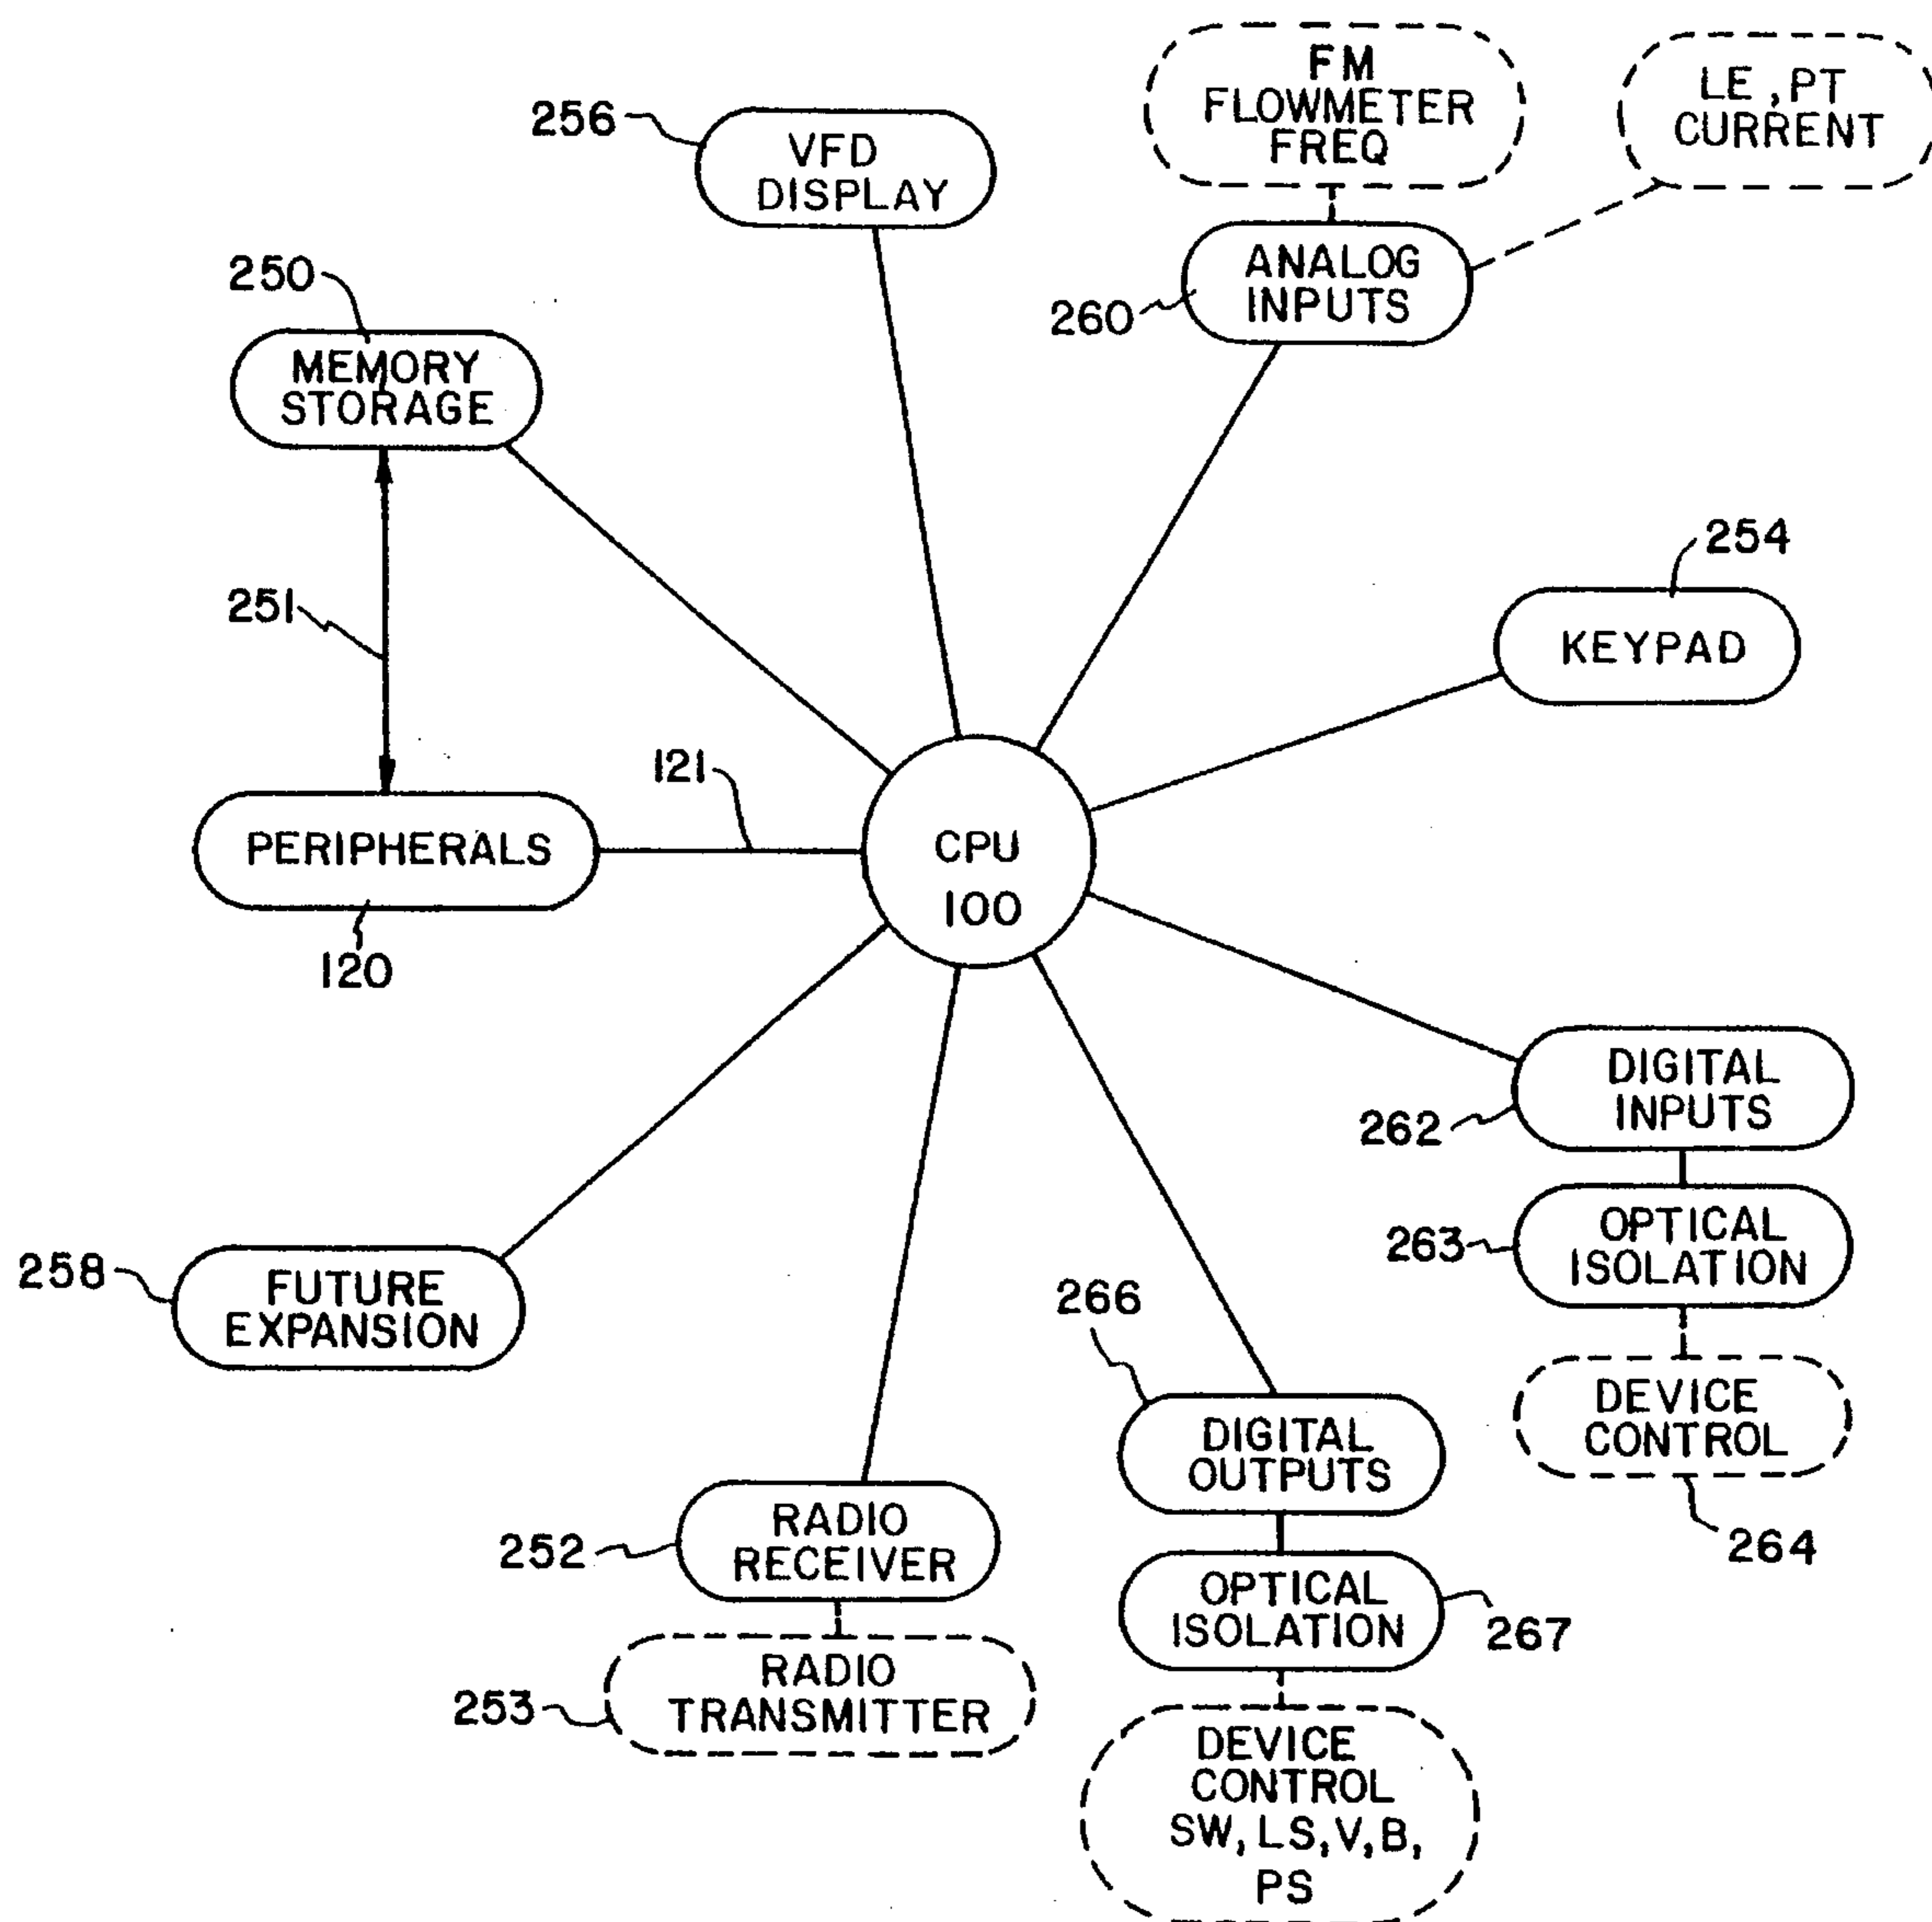 FM
FLOWMETER
FREQ
LE, PT
CURRENT
256
VFD
DISPLAY
ANALOG
INPUTS
260
250
MEMORY
STORAGE
254
KEYPAD
251
121
PERIPHERALS
120
CPU
100
DIGITAL
INPUTS
262
OPTICAL
ISOLATION
263
DEVICE
CONTROL
264
258
FUTURE
EXPANSION
266
DIGITAL
OUTPUTS
OPTICAL
ISOLATION
267
DEVICE
CONTROL
SW, LS, V, B,
PS
252
RADIO
RECEIVER
253
RADIO
TRANSMITTER